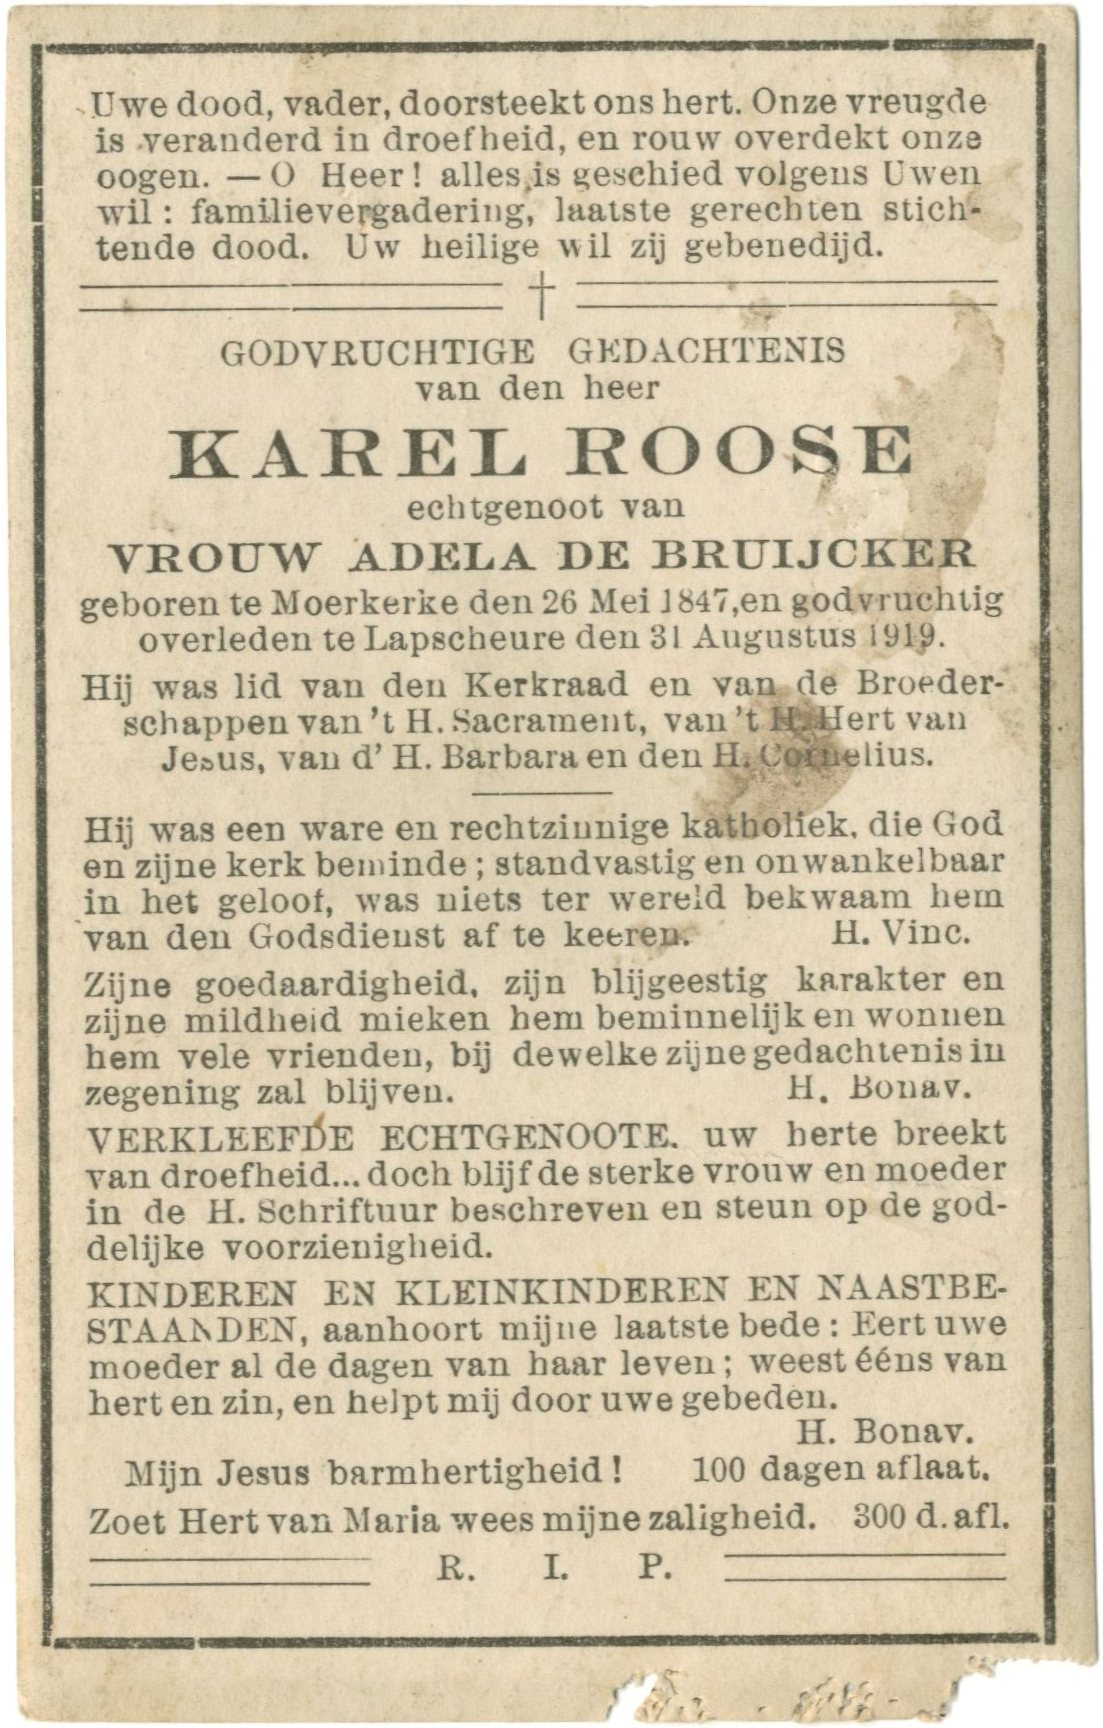 Uwe dood, vader, doorsteekt ons hert. Onze vreugde
is veranderd in droefheid, en rouw overdekt onze
oogen. — O Heer! alles is geschied volgens Uwen
wil : familievergadering, laatste gerechten stich-
tende dood. Uw heilige wil zij gebenedijd.
GODVRUCHTIGE GEDACHTENIS
van den heer
KAREL ROOSE
echtgenoot van
VROUW ADELA DE BRUIJCKER
geboren te Moerkerke den 26 Mei 1847, en godvruchtig
overleden te Lapscheure den 31 Augustus 1919.
Hij was lid van den Kerkraad en van de Broeder-
schappen van 't H. Sacrament, van 't H. Hert van
Jesus, van d' H. Barbara en den H. Cornelius.
Hij was een ware en rechtzinnige katholiek, die God
en zijne kerk beminde ; standvastig en onwankelbaar
in het geloof, was niets ter wereld bekwaam hem
van den Godsdienst af te keeren. H. Vinc.
Zijne goedaardigheid, zijn blijgeestig karakter en
zijne mildheid mieken hem beminnelijk en wonnen
hem vele vrienden, bij dewelke zijne gedachtenis in
zegening zal blijven. H. Bonav.
VERKLEEFDE ECHTGENOOTE. uw herte breekt
van droefheid... doch blijf de sterke vrouw en moeder
in de H. Schriftuur beschreven en steun op de god-
delijke voorzienigheid.
KINDEREN EN KLEINKINDEREN EN NAASTBE-
STAANDEN, aanhoort mijne laatste bede : Eert uwe
moeder al de dagen van haar leven ; weest ééns van
hert en zin, en helpt mij door uwe gebeden.
H. Bonav.
Mijn Jesus barmhertigheid ! 100 dagen aflaat.
Zoet Hert van Maria wees mijne zaligheid. 300 d. afl.
R. I. P.